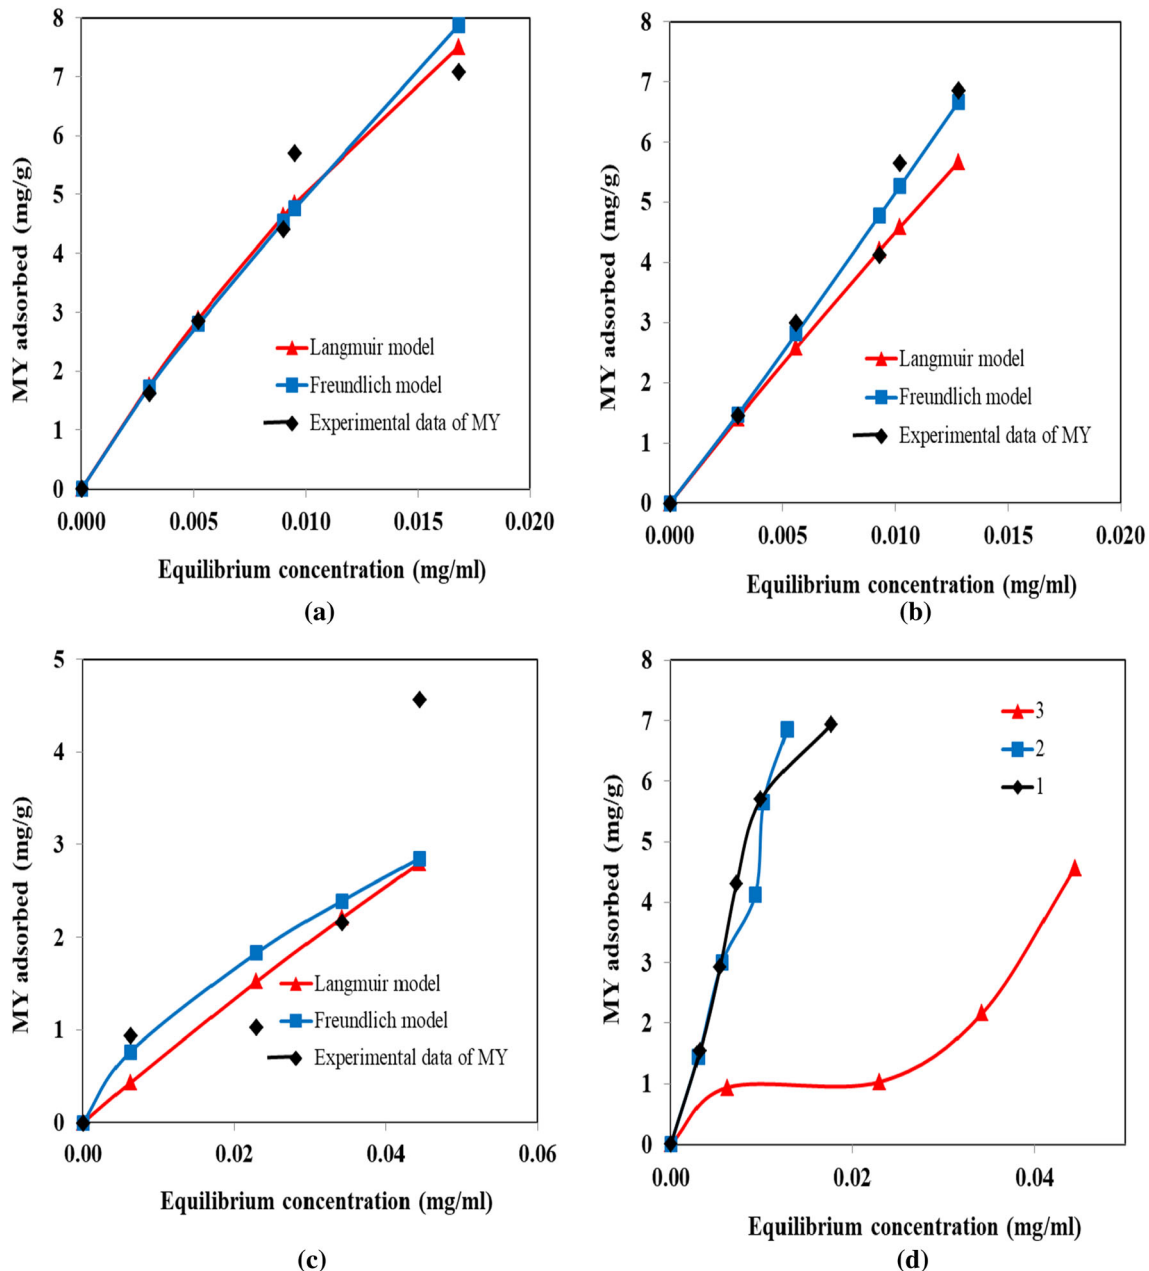 8
7
6
5
4
3
2
1
0
MY adsorbed (mg/g)
Langmuir model
Freundlich model
Experimental data of MY
0.000 0.005 0.010 0.015 0.020
Equilibrium concentration (mg/ml)
(a)
8
7
6
5
4
3
2
1
0
MY adsorbed (mg/g)
Langmuir model
Freundlich model
Experimental data of MY
0.000 0.005 0.010 0.015 0.020
Equilibrium concentration (mg/ml)
(b)
5
4
3
2
1
0
MY adsorbed (mg/g)
Langmuir model
Freundlich model
Experimental data of MY
0.00 0.02 0.04 0.06
Equilibrium concentration (mg/ml)
(c)
8
7
6
5
4
3
2
1
0
MY adsorbed (mg/g)
3
2
1
0.00 0.02 0.04
Equilibrium concentration (mg/ml)
(d)